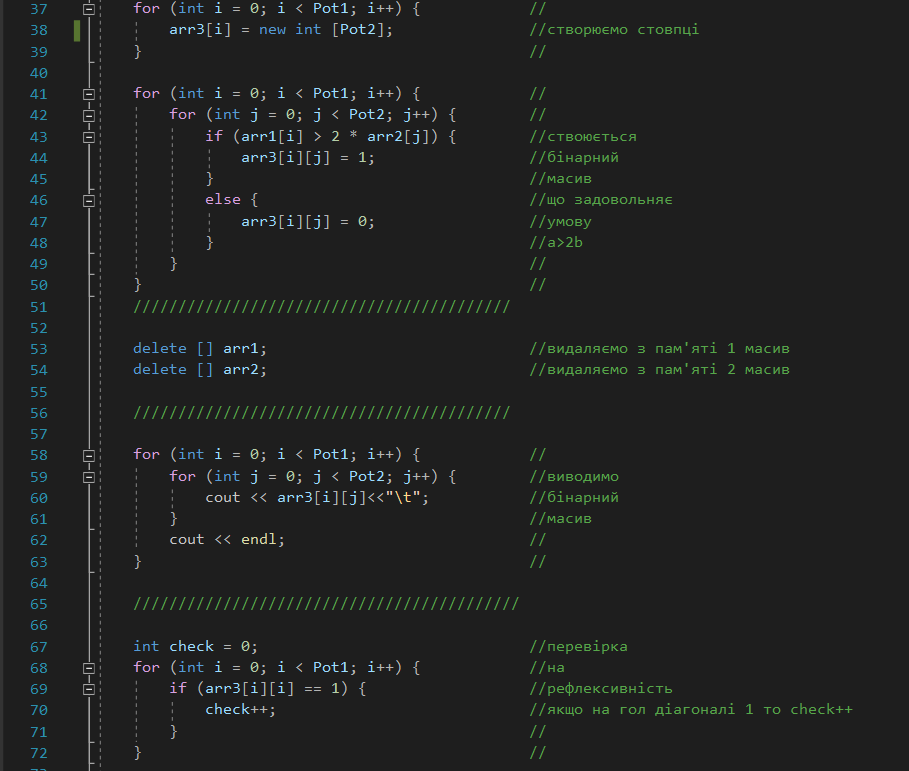 37 for (int i = 0; i < Pot1; i++) { //
38 arr3[i] = new int [Pot2]; //створюємо стовпці
39 } //
40
41 for (int i = 0; i < Pot1; i++) { //
42 for (int j = 0; j < Pot2; j++) { //
43 if (arr1[i] > 2 * arr2[j]) { //ствоюється
44 arr3[i][j] = 1; //бінарний
45 } //масив
46 else { //що задовольняє
47 arr3[i][j] = 0; //умову
48 } //a>2b
49 } //
50 } //
51 //////////////////////////////////////////
52
53 delete [] arr1; //видаляємо з пам'яті 1 масив
54 delete [] arr2; //видаляємо з пам'яті 2 масив
55
56 //////////////////////////////////////////
57
58 for (int i = 0; i < Pot1; i++) { //
59 for (int j = 0; j < Pot2; j++) { //виводимо
60 cout << arr3[i][j]<<"\t"; //бінарний
61 } //масив
62 cout << endl; //
63 } //
64
65 ///////////////////////////////////////////
66
67 int check = 0; //перевірка
68 for (int i = 0; i < Pot1; i++) { //на
69 if (arr3[i][i] == 1) { //рефлексивність
70 check++; //якщо на гол діагоналі 1 то check++
71 } //
72 } //